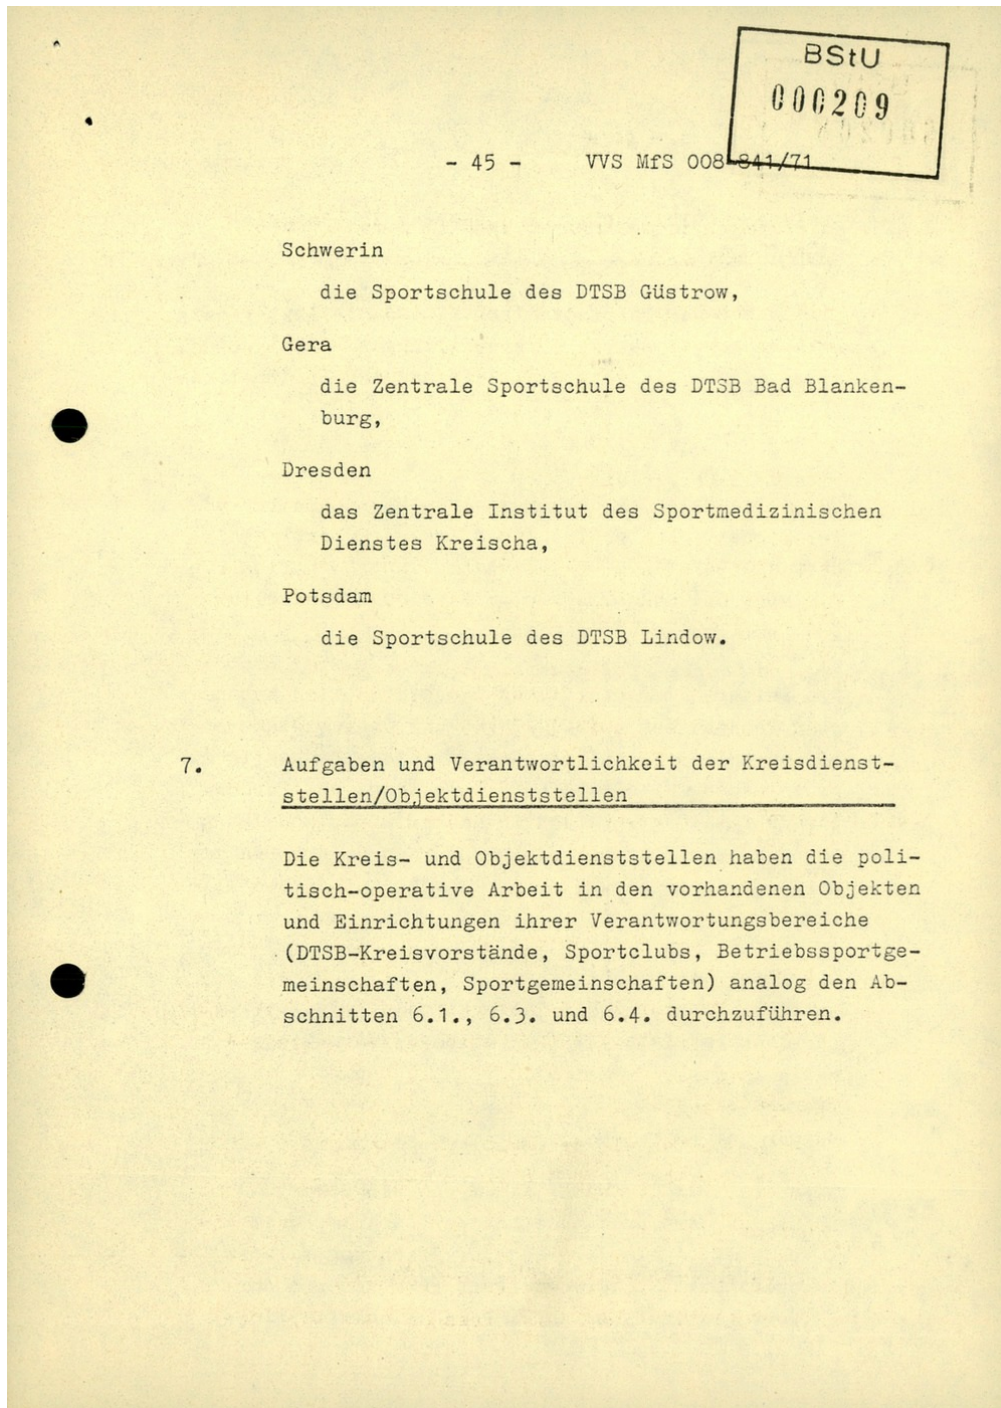 BStU
000209
- 45 - VVS MfS 008-841/71
Schwerin
die Sportschule des DTSB Güstrow,
Gera
die Zentrale Sportschule des DTSB Bad Blanken-
burg,
Dresden
das Zentrale Institut des Sportmedizinischen
Dienstes Kreischa,
Potsdam
die Sportschule des DTSB Lindow.
7. Aufgaben und Verantwortlichkeit der Kreisdienst-
stellen/Objektdienststellen
Die Kreis- und Objektdienststellen haben die poli-
tisch-operative Arbeit in den vorhandenen Objekten
und Einrichtungen ihrer Verantwortungsbereiche
(DTSB-Kreisvorstände, Sportclubs, Betriebssportge-
meinschaften, Sportgemeinschaften) analog den Ab-
schnitten 6.1., 6.3. und 6.4. durchzuführen.